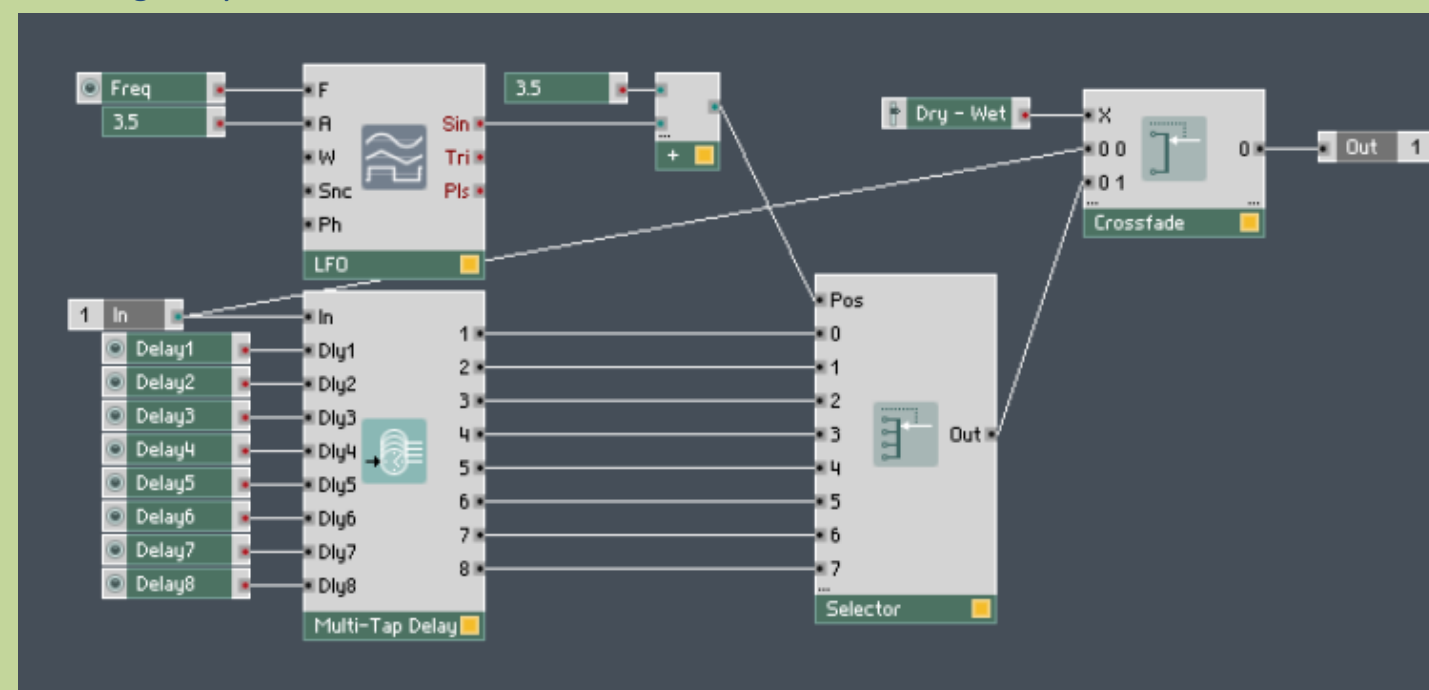 Freq
3.5
F
A
W
Snc
Ph
Sin
Tri
Pls
LFO
3.5
...
+
Dry - Wet
X
0 0
0 1
0
...
...
Crossfade
Out 1
1 In
Delay1
Delay2
Delay3
Delay4
Delay5
Delay6
Delay7
Delay8
In
Dly1
Dly2
Dly3
Dly4
Dly5
Dly6
Dly7
Dly8
1
2
3
4
5
6
7
8
Multi-Tap Delay
Pos
0
1
2
3
4
5
6
7
...
Out
Selector